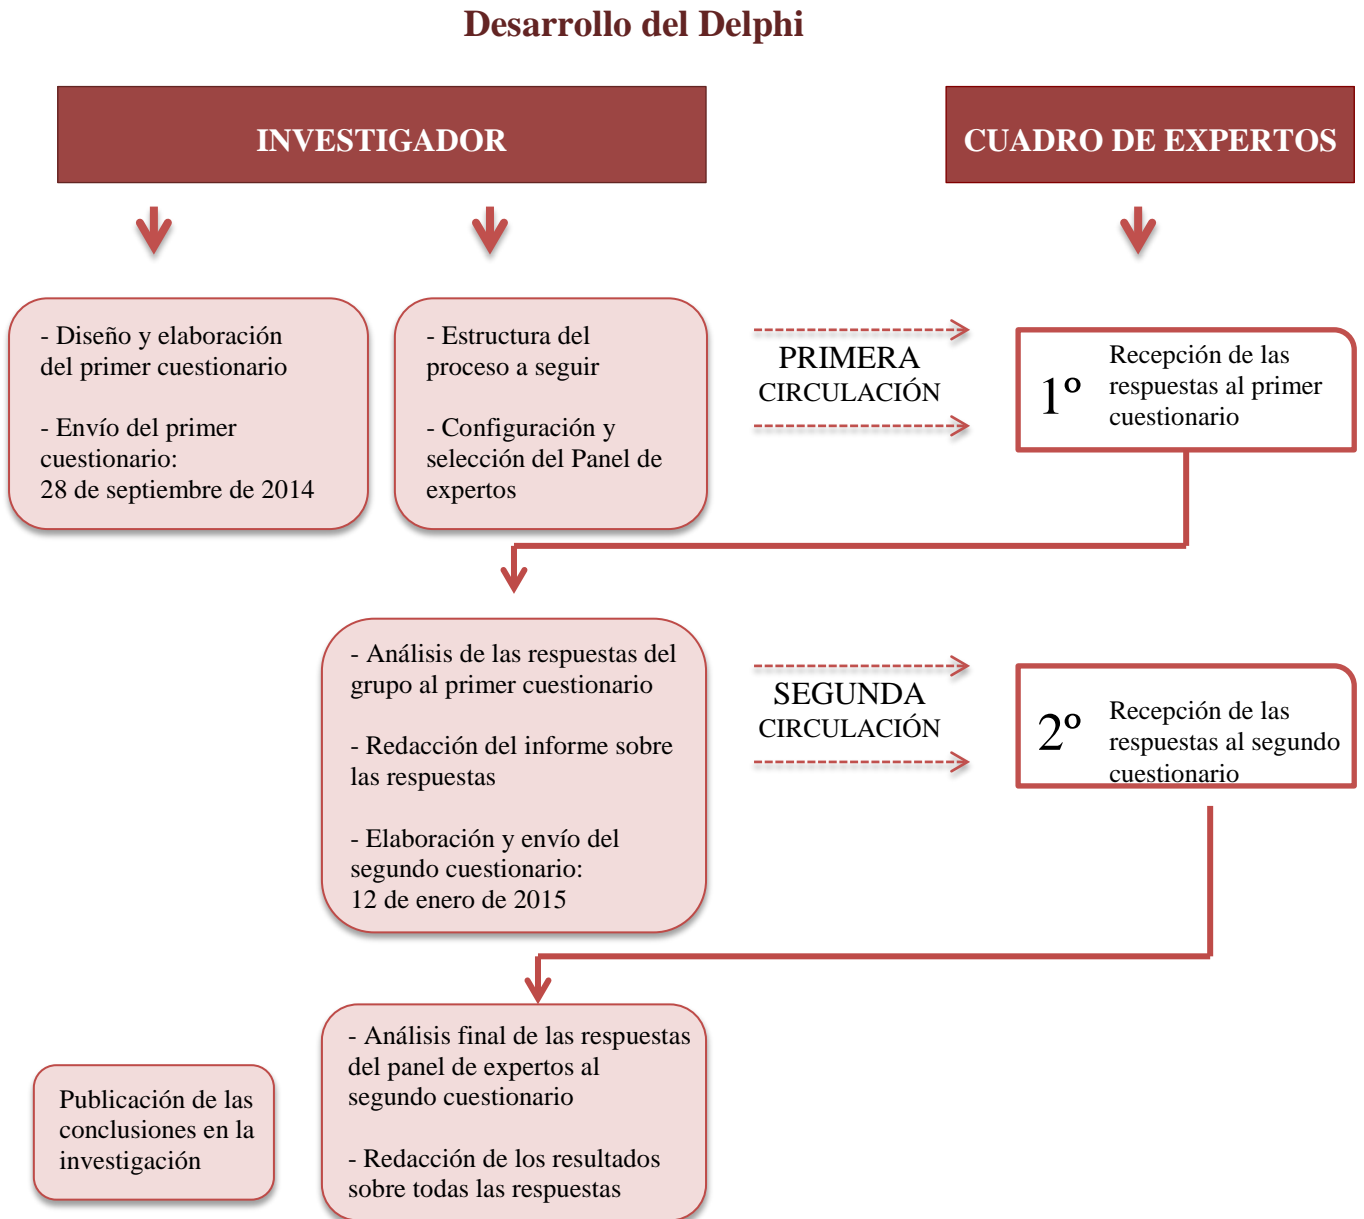 Desarrollo del Delphi
INVESTIGADOR
CUADRO DE EXPERTOS
- Diseño y elaboración
del primer cuestionario
- Envío del primer
cuestionario:
28 de septiembre de 2014
- Estructura del
proceso a seguir
- Configuración y
selección del Panel de
expertos
PRIMERA
CIRCULACIÓN
1º
Recepción de las
respuestas al primer
cuestionario
- Análisis de las respuestas del
grupo al primer cuestionario
- Redacción del informe sobre
las respuestas
- Elaboración y envío del
segundo cuestionario:
12 de enero de 2015
SEGUNDA
CIRCULACIÓN
2º
Recepción de las
respuestas al segundo
cuestionario
- Análisis final de las respuestas
del panel de expertos al
segundo cuestionario
- Redacción de los resultados
sobre todas las respuestas
Publicación de las
conclusiones en la
investigación